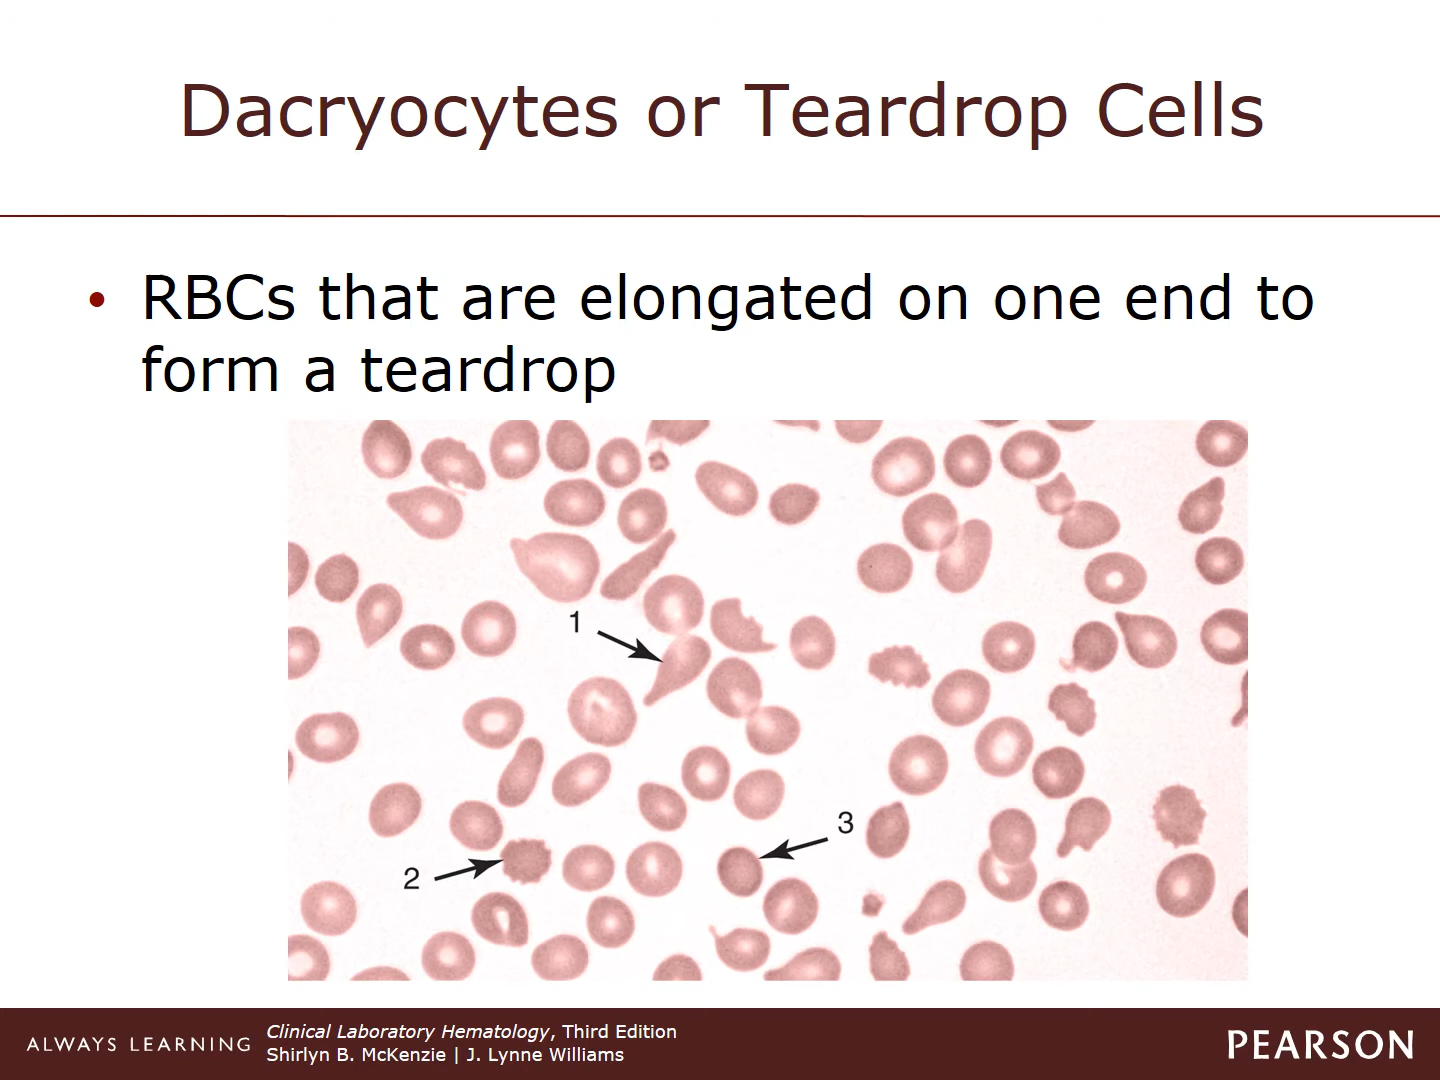 Dacryocytes or Teardrop Cells
• RBCs that are elongated on one end to
form a teardrop
1
2
3
ALWAYS LEARNING
Clinical Laboratory Hematology, Third Edition
Shirlyn B. McKenzie | J. Lynne Williams
PEARSON